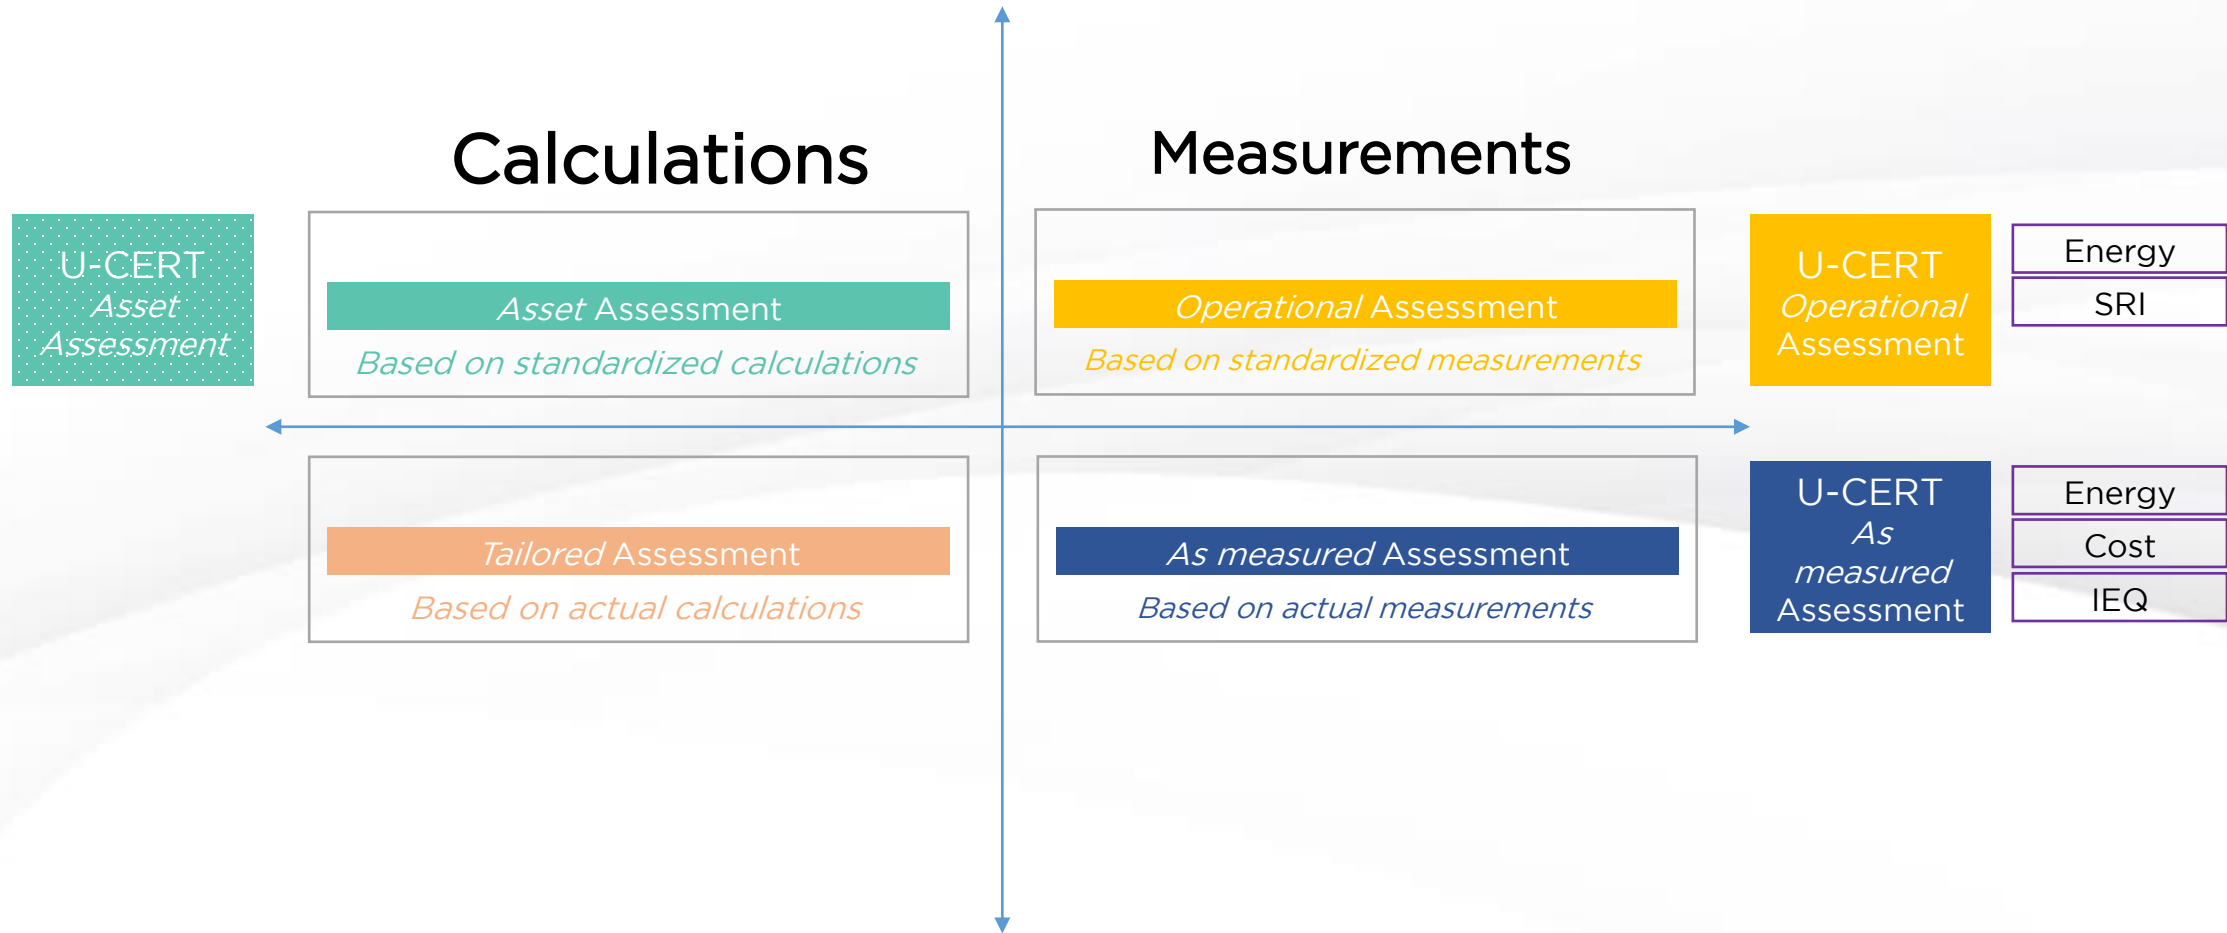 Calculations
Measurements
U-CERT
Asset
Assessment
Asset Assessment
Based on standardized calculations
Operational Assessment
Based on standardized measurements
U-CERT
Operational
Assessment
Energy
SRI
Tailored Assessment
Based on actual calculations
As measured Assessment
Based on actual measurements
U-CERT
As
measured
Assessment
Energy
Cost
IEQ